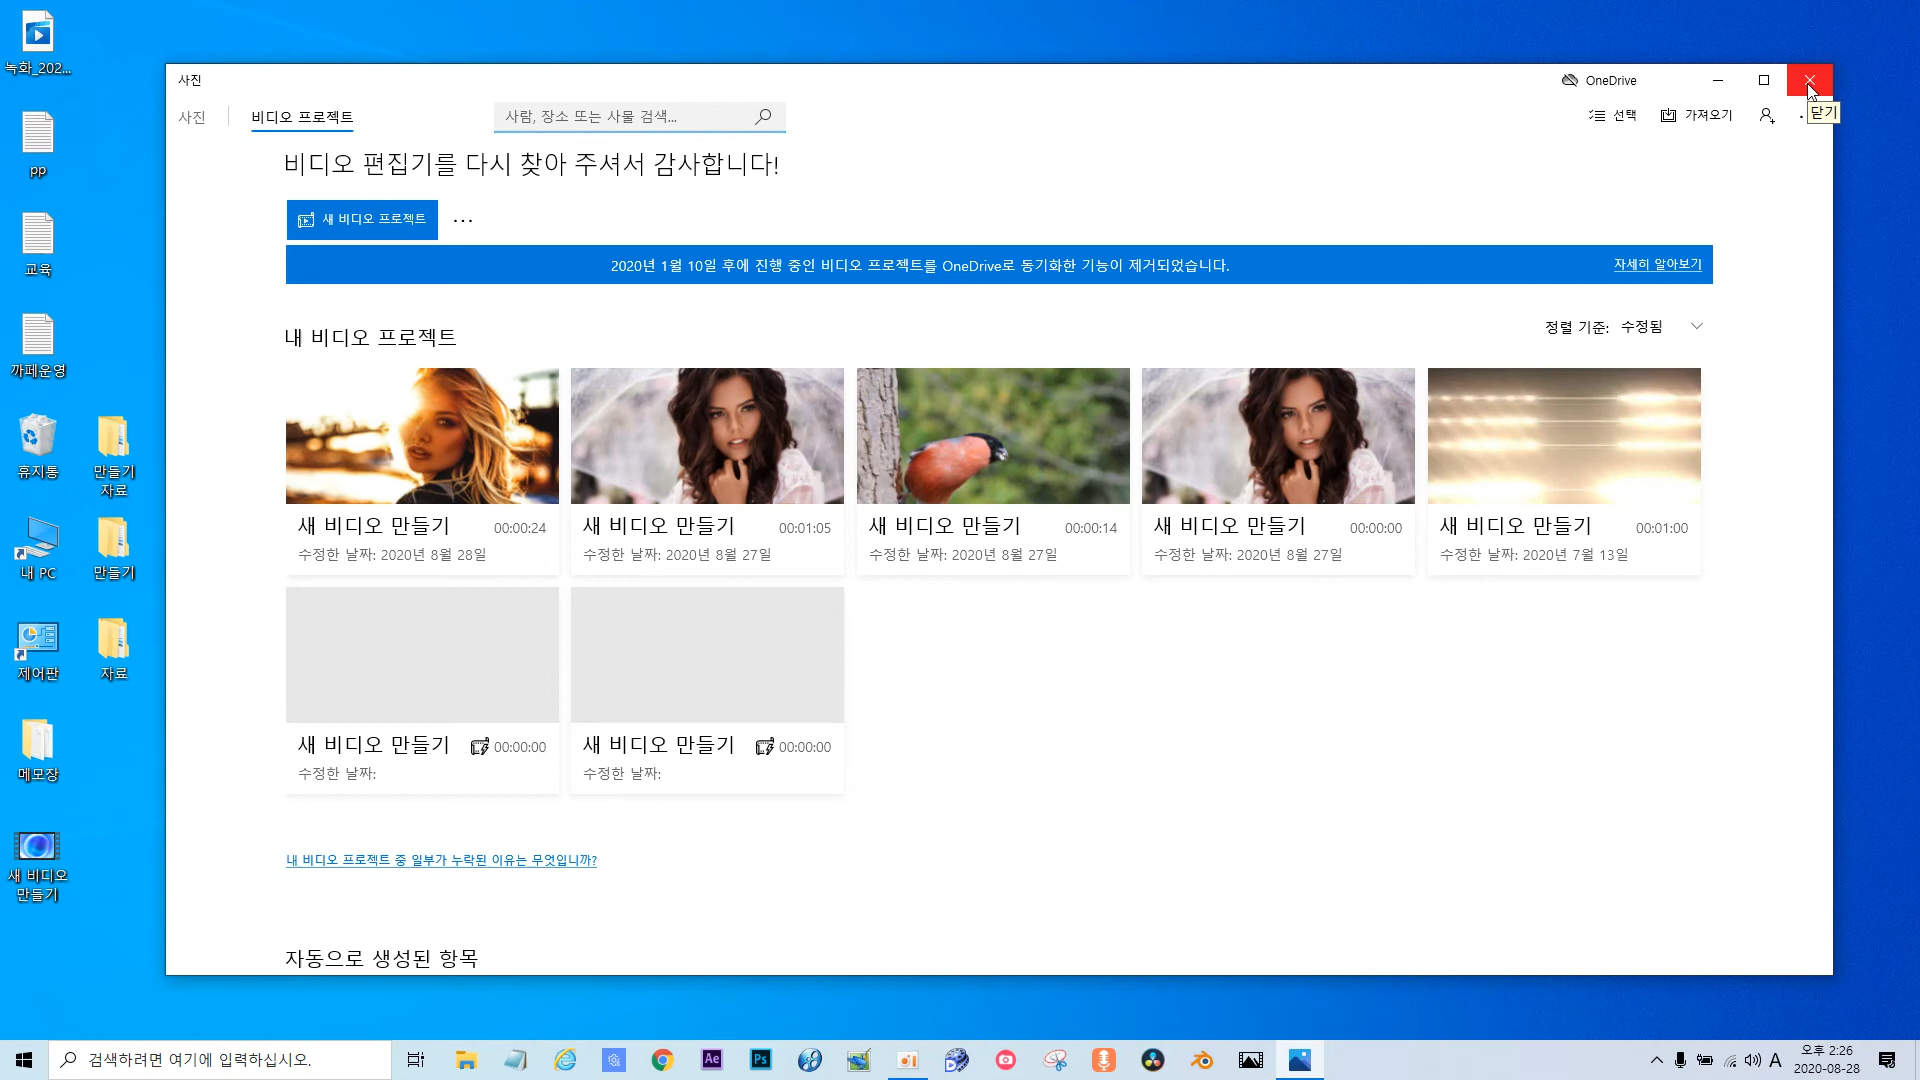 녹화_202...
pp
교육
까페운영
휴지통
만들기
자료
내 PC
만들기
제어판
자료
메모장
새 비디오
만들기
사진
OneDrive
닫기
사진
비디오 프로젝트
사람, 장소 또는 사물 검색...
선택
가져오기
비디오 편집기를 다시 찾아 주셔서 감사합니다!
새 비디오 프로젝트
2020년 1월 10일 후에 진행 중인 비디오 프로젝트를 OneDrive로 동기화한 기능이 제거되었습니다.
자세히 알아보기
내 비디오 프로젝트
정렬 기준: 수정됨
새 비디오 만들기 00:00:24
수정한 날짜: 2020년 8월 28일
새 비디오 만들기 00:01:05
수정한 날짜: 2020년 8월 27일
새 비디오 만들기 00:00:14
수정한 날짜: 2020년 8월 27일
새 비디오 만들기 00:00:00
수정한 날짜: 2020년 8월 27일
새 비디오 만들기 00:01:00
수정한 날짜: 2020년 7월 13일
새 비디오 만들기 00:00:00
수정한 날짜:
새 비디오 만들기 00:00:00
수정한 날짜:
내 비디오 프로젝트 중 일부가 누락된 이유는 무엇입니까?
자동으로 생성된 항목
검색하려면 여기에 입력하십시오.
Ae
Ps
A
오후 2:26
2020-08-28